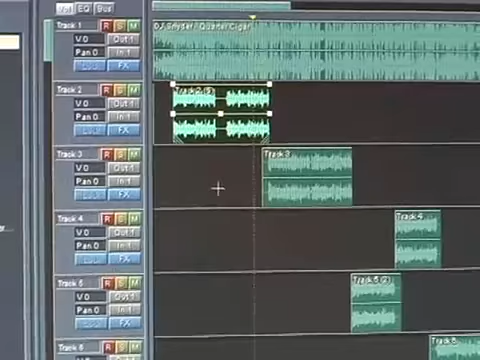 Vol EQ Bus
Track 1 R S M
V 0 Out 1
Pan 0 In 1
FX
DJ Snyder / Quarter Cigar
Track 2 R S M
V 0 Out 1
Pan 0 In 1
FX
Track 3 R S M
V 0 Out 1
Pan 0 In 1
FX
Track 3
Track 4 R S M
V 0 Out 1
Pan 0 In 1
FX
Track 4
Track 5 R S M
V 0 Out 1
Pan 0 In 1
FX
Track 6 R S M
V 0